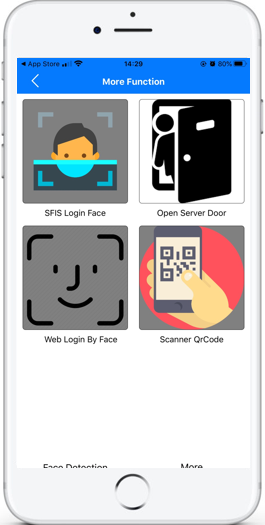 App Store 14:29 80%
More Function
SFIS Login Face
Open Server Door
Web Login By Face
Scanner QrCode
Face Detection
More